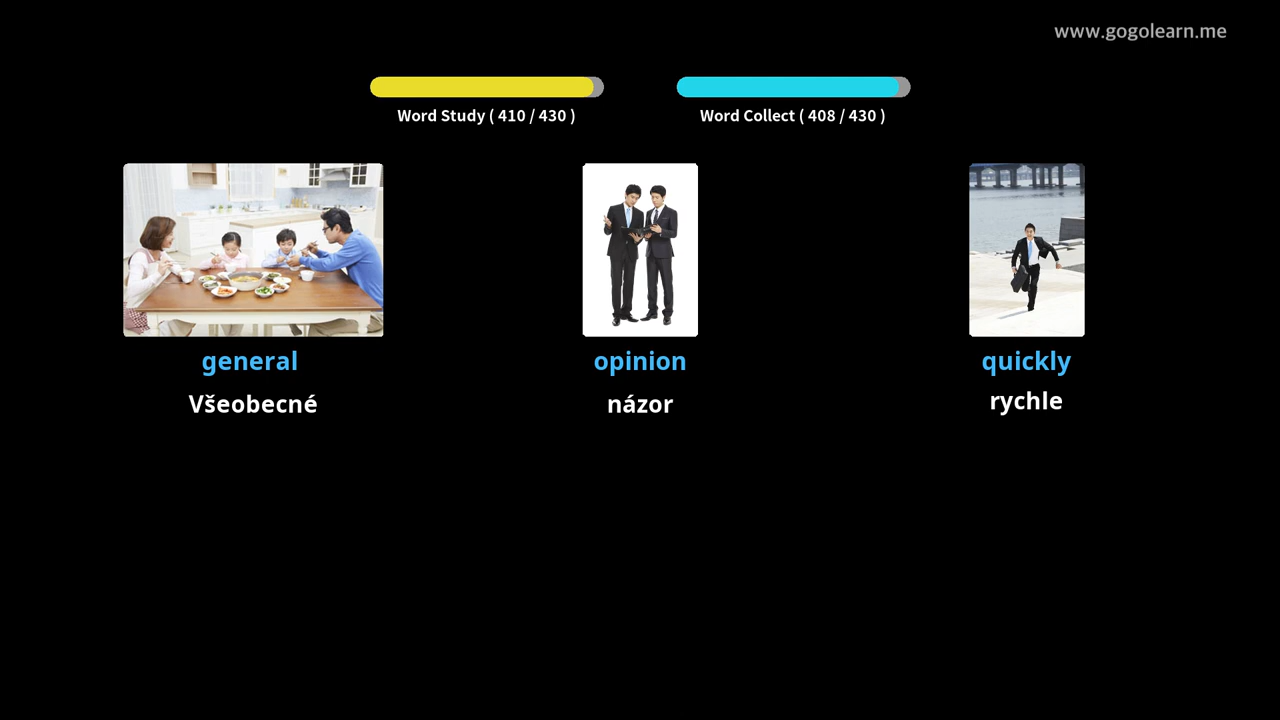 www.gogolearn.me
Word Study ( 410 / 430 )
Word Collect ( 408 / 430 )
general
opinion
quickly
Všeobecné
názor
rychle